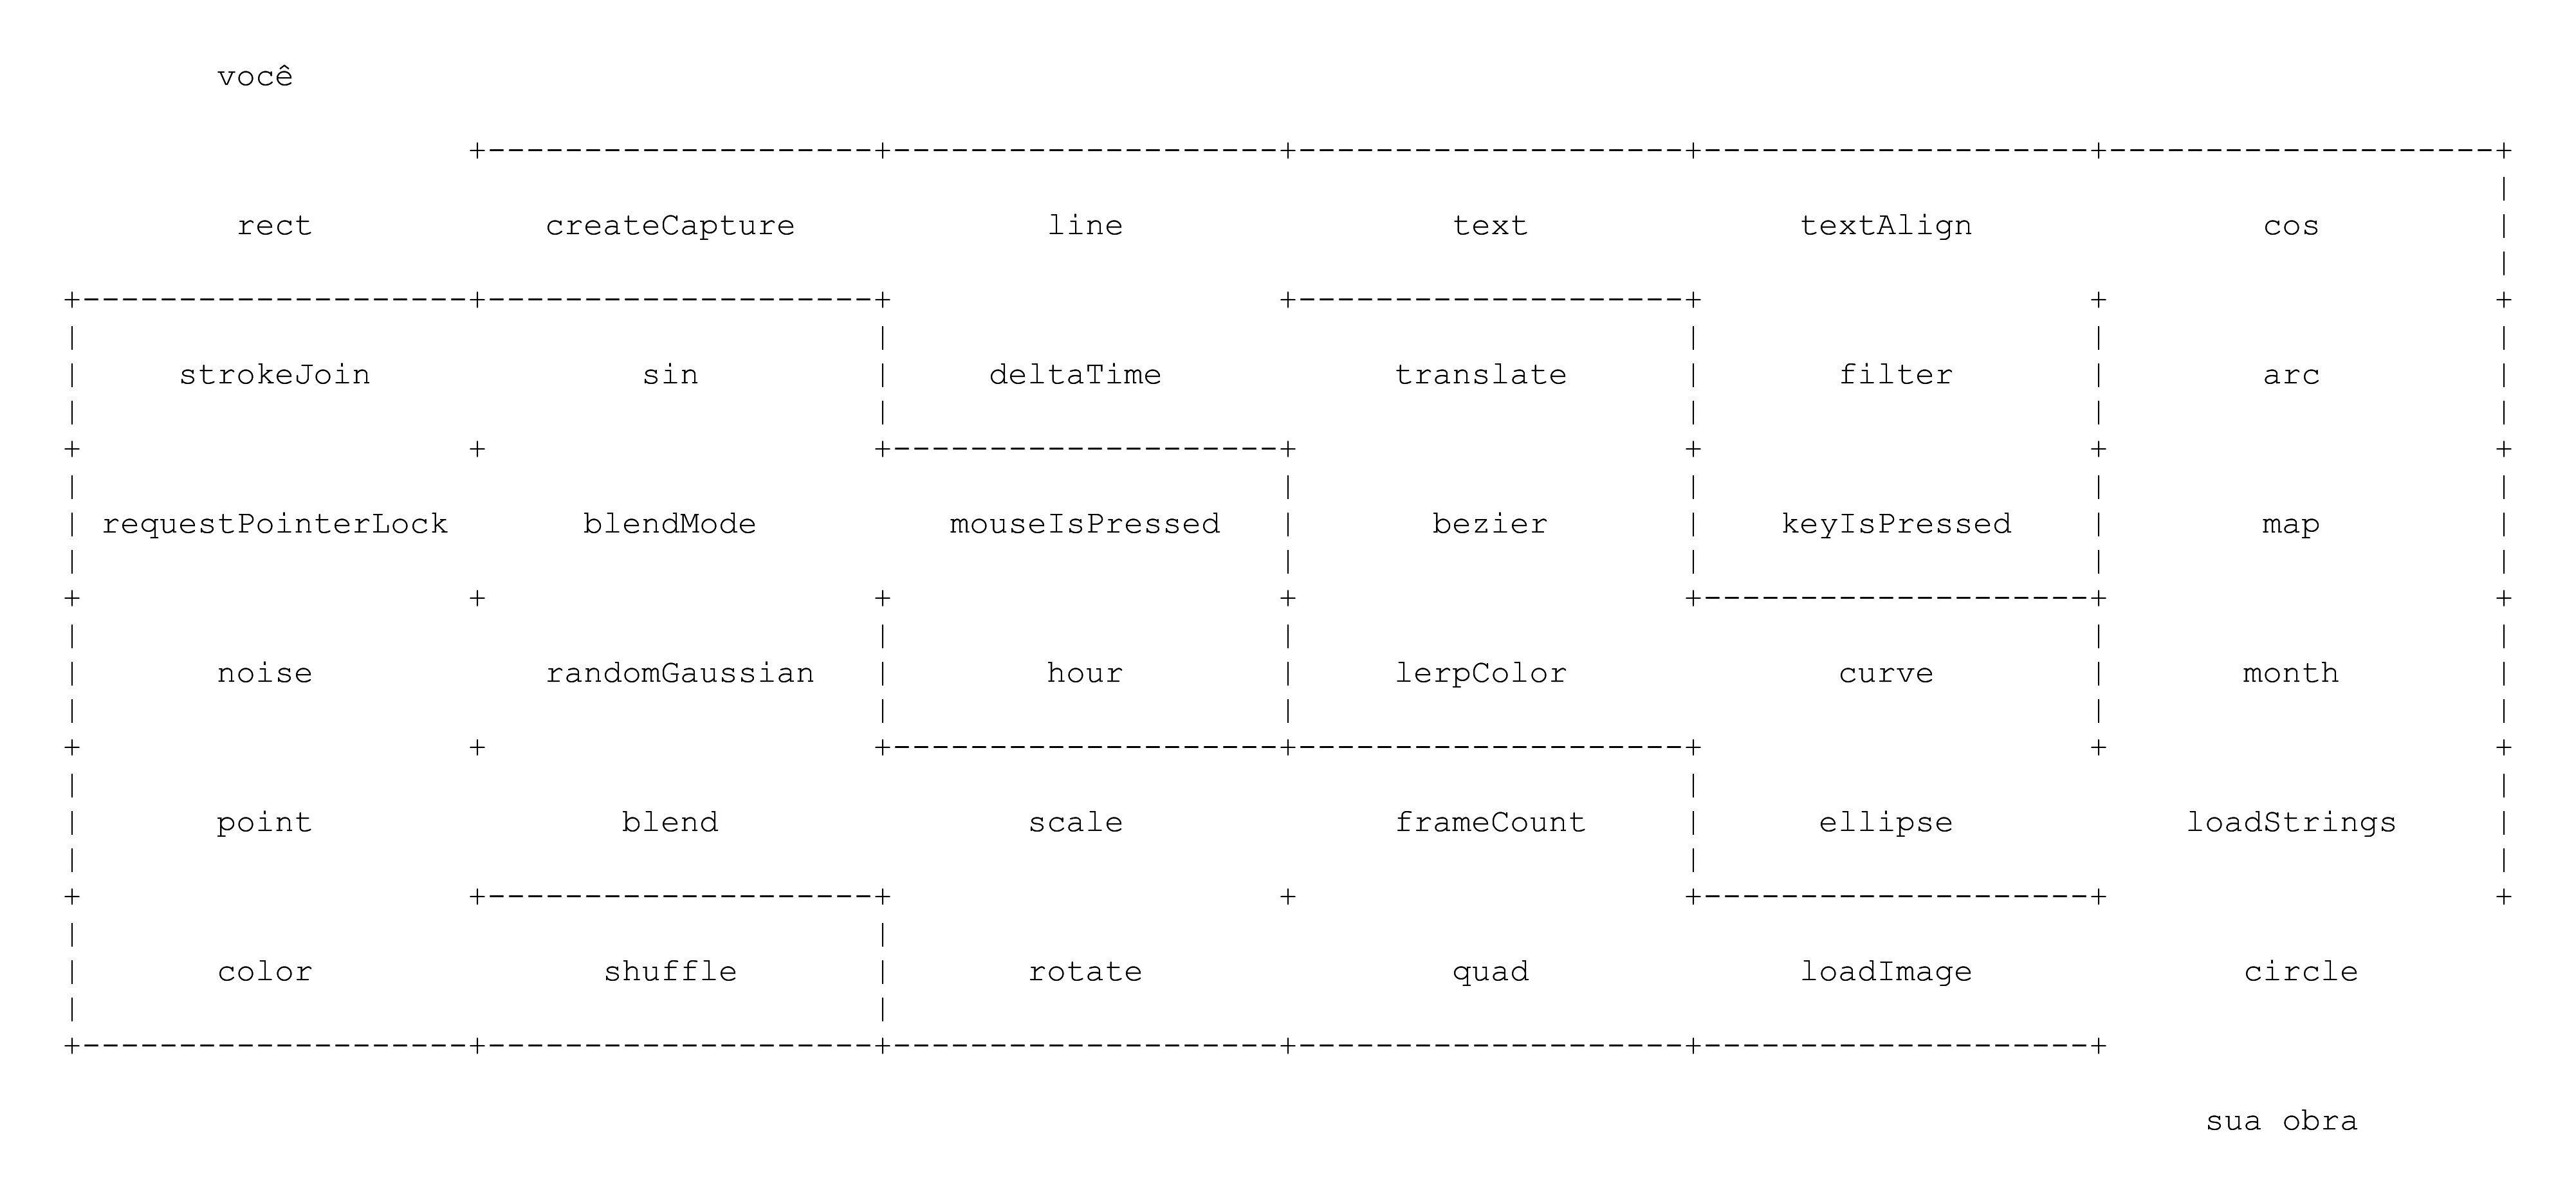 você
rect createCapture line text textAlign cos
strokeJoin sin deltaTime translate filter arc
requestPointerLock blendMode mouseIsPressed bezier keyIsPressed map
noise randomGaussian hour lerpColor curve month
point blend scale frameCount ellipse loadStrings
color shuffle rotate quad loadImage circle
sua obra